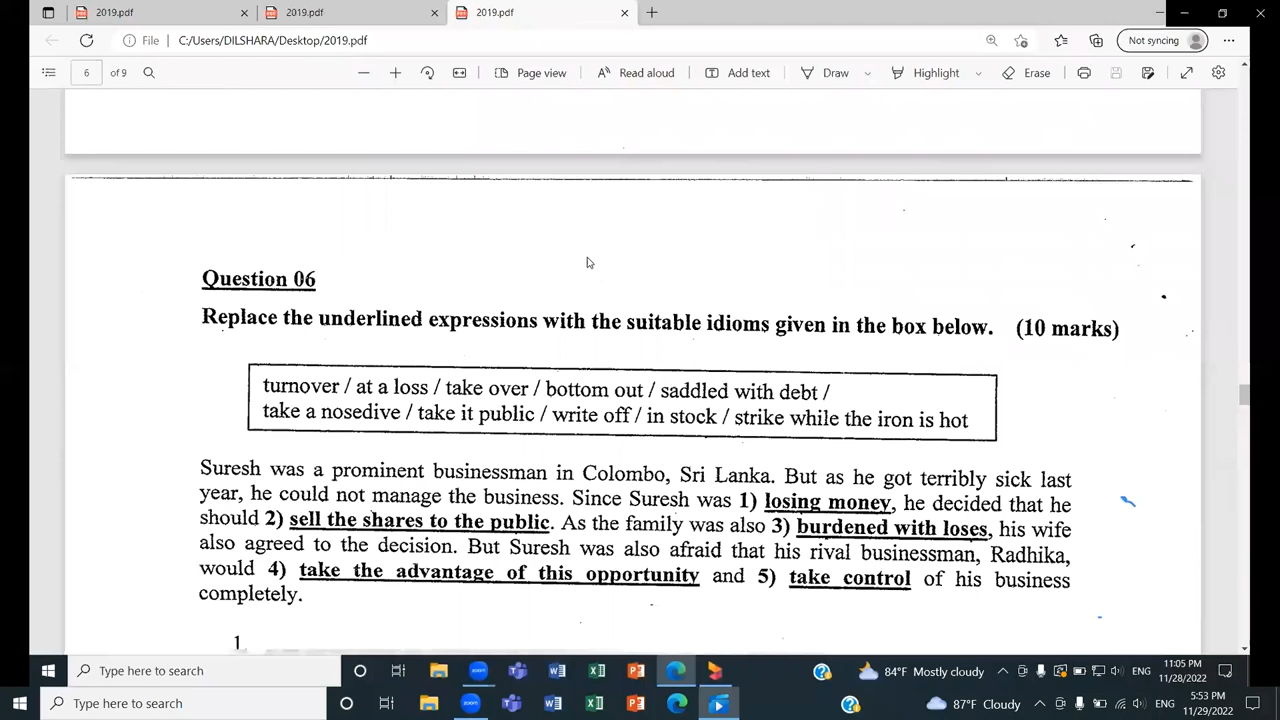 2019.pdf
2019.pdf
2019.pdf
File C:/Users/DILSHARA/Desktop/2019.pdf
Not syncing
6 of 9
Page view
Read aloud
Add text
Draw
Highlight
Erase
Question 06
Replace the underlined expressions with the suitable idioms given in the box below. (10 marks)
turnover / at a loss / take over / bottom out / saddled with debt /
take a nosedive / take it public / write off / in stock / strike while the iron is hot
Suresh was a prominent businessman in Colombo, Sri Lanka. But as he got terribly sick last
year, he could not manage the business. Since Suresh was 1) losing money, he decided that he
should 2) sell the shares to the public. As the family was also 3) burdened with loses, his wife
also agreed to the decision. But Suresh was also afraid that his rival businessman, Radhika,
would 4) take the advantage of this opportunity and 5) take control of his business
completely.
1
Type here to search
zoom
84°F Mostly cloudy
ENG
11:05 PM
11/28/2022
Type here to search
zoom
87°F Cloudy
ENG
5:53 PM
11/29/2022